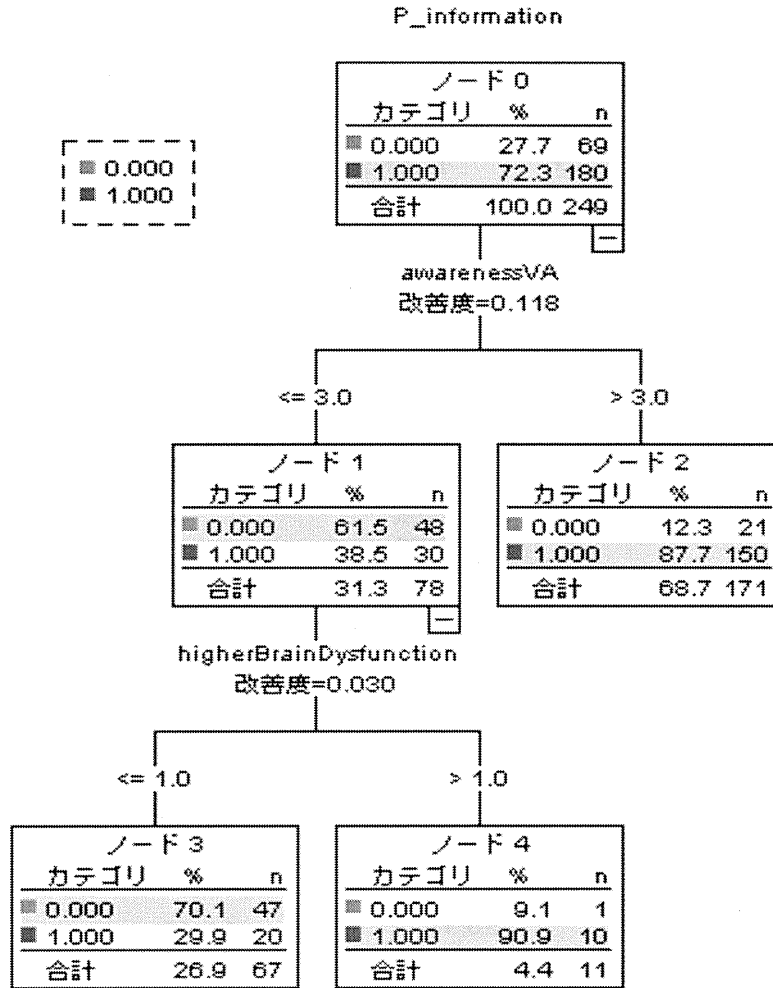 P_information
ノード 0
カテゴリ % n
0.000 27.7 69
1.000 72.3 180
合計 100.0 249
0.000
1.000
awarenessVA
改善度=0.118
<= 3.0
> 3.0
ノード 1
カテゴリ % n
0.000 61.5 48
1.000 38.5 30
合計 31.3 78
ノード 2
カテゴリ % n
0.000 12.3 21
1.000 87.7 150
合計 68.7 171
higherBrainDysfunction
改善度=0.030
<= 1.0
> 1.0
ノード 3
カテゴリ % n
0.000 70.1 47
1.000 29.9 20
合計 26.9 67
ノード 4
カテゴリ % n
0.000 9.1 1
1.000 90.9 10
合計 4.4 11